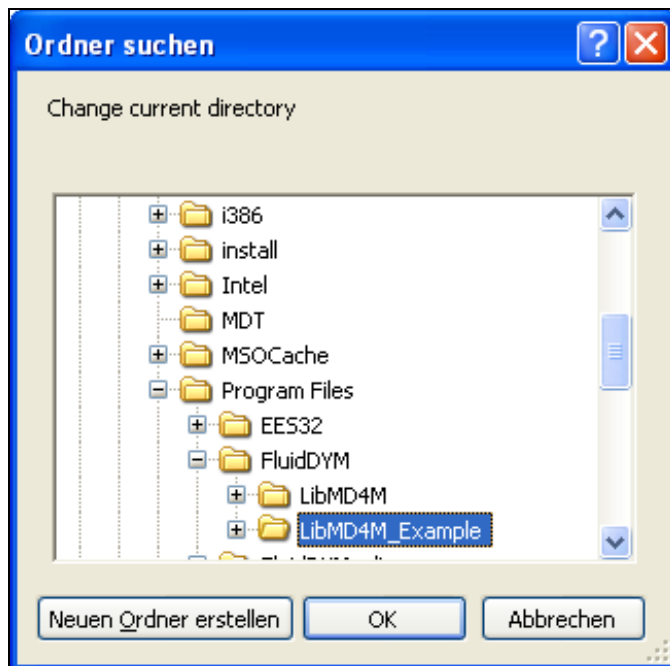 Ordner suchen
Change current directory
i386
install
Intel
MDT
MSOCache
Program Files
EES32
FluidDYM
LibMD4M
LibMD4M_Example
Neuen Ordner erstellen
OK
Abbrechen